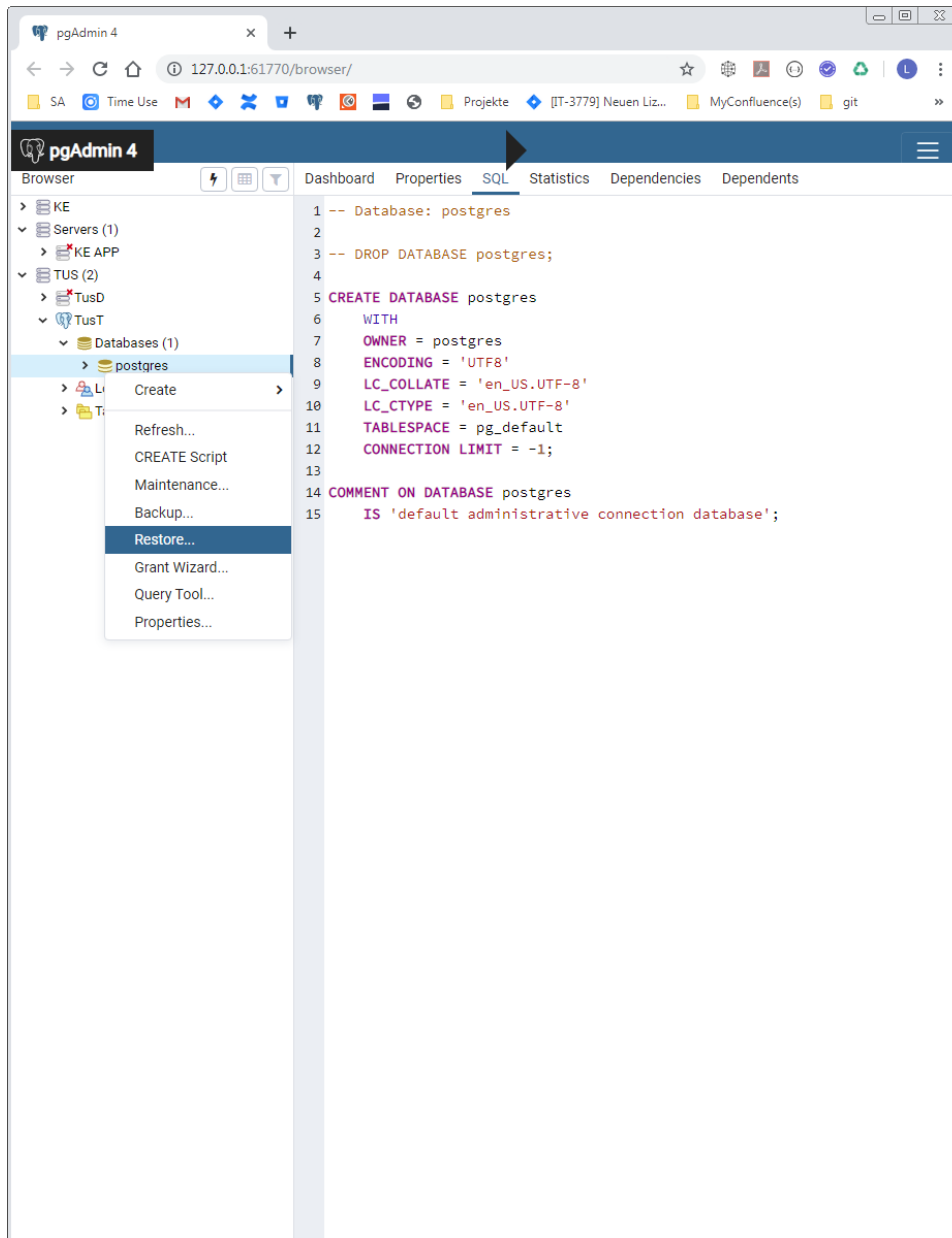 pgAdmin 4
127.0.0.1:61770/browser/
L
SA Time Use Projekte [IT-3779] Neuen Liz... MyConfluence(s) git »
pgAdmin 4
Browser
Dashboard Properties SQL Statistics Dependencies Dependents
KE
Servers (1)
KE APP
TUS (2)
TusD
TusT
Databases (1)
postgres
Create
Refresh...
CREATE Script
Maintenance...
Backup...
Restore...
Grant Wizard...
Query Tool...
Properties...
1 -- Database: postgres
2
3 -- DROP DATABASE postgres;
4
5 CREATE DATABASE postgres
6 WITH
7 OWNER = postgres
8 ENCODING = 'UTF8'
9 LC_COLLATE = 'en_US.UTF-8'
10 LC_CTYPE = 'en_US.UTF-8'
11 TABLESPACE = pg_default
12 CONNECTION LIMIT = -1;
13
14 COMMENT ON DATABASE postgres
15 IS 'default administrative connection database';